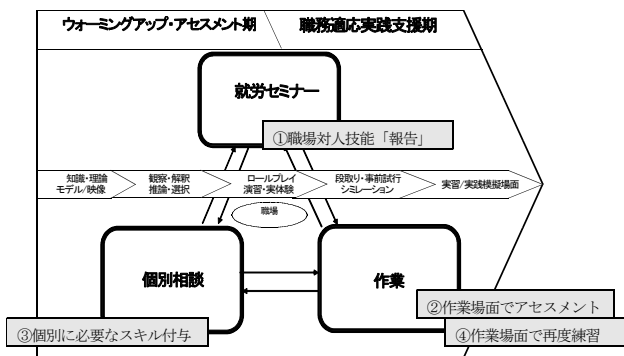 ウォーミングアップ・アセスメント期
職務適応実践支援期
就労セミナー
①職場対人技能「報告」
知識・理論
モデル/映像
観察・解釈
推論・選択
ロールプレイ
演習・実体験
段取り・事前試行
シミレーション
実習/実践模擬場面
職場
個別相談
作業
②作業場面でアセスメント
③個別に必要なスキル付与
④作業場面で再度練習